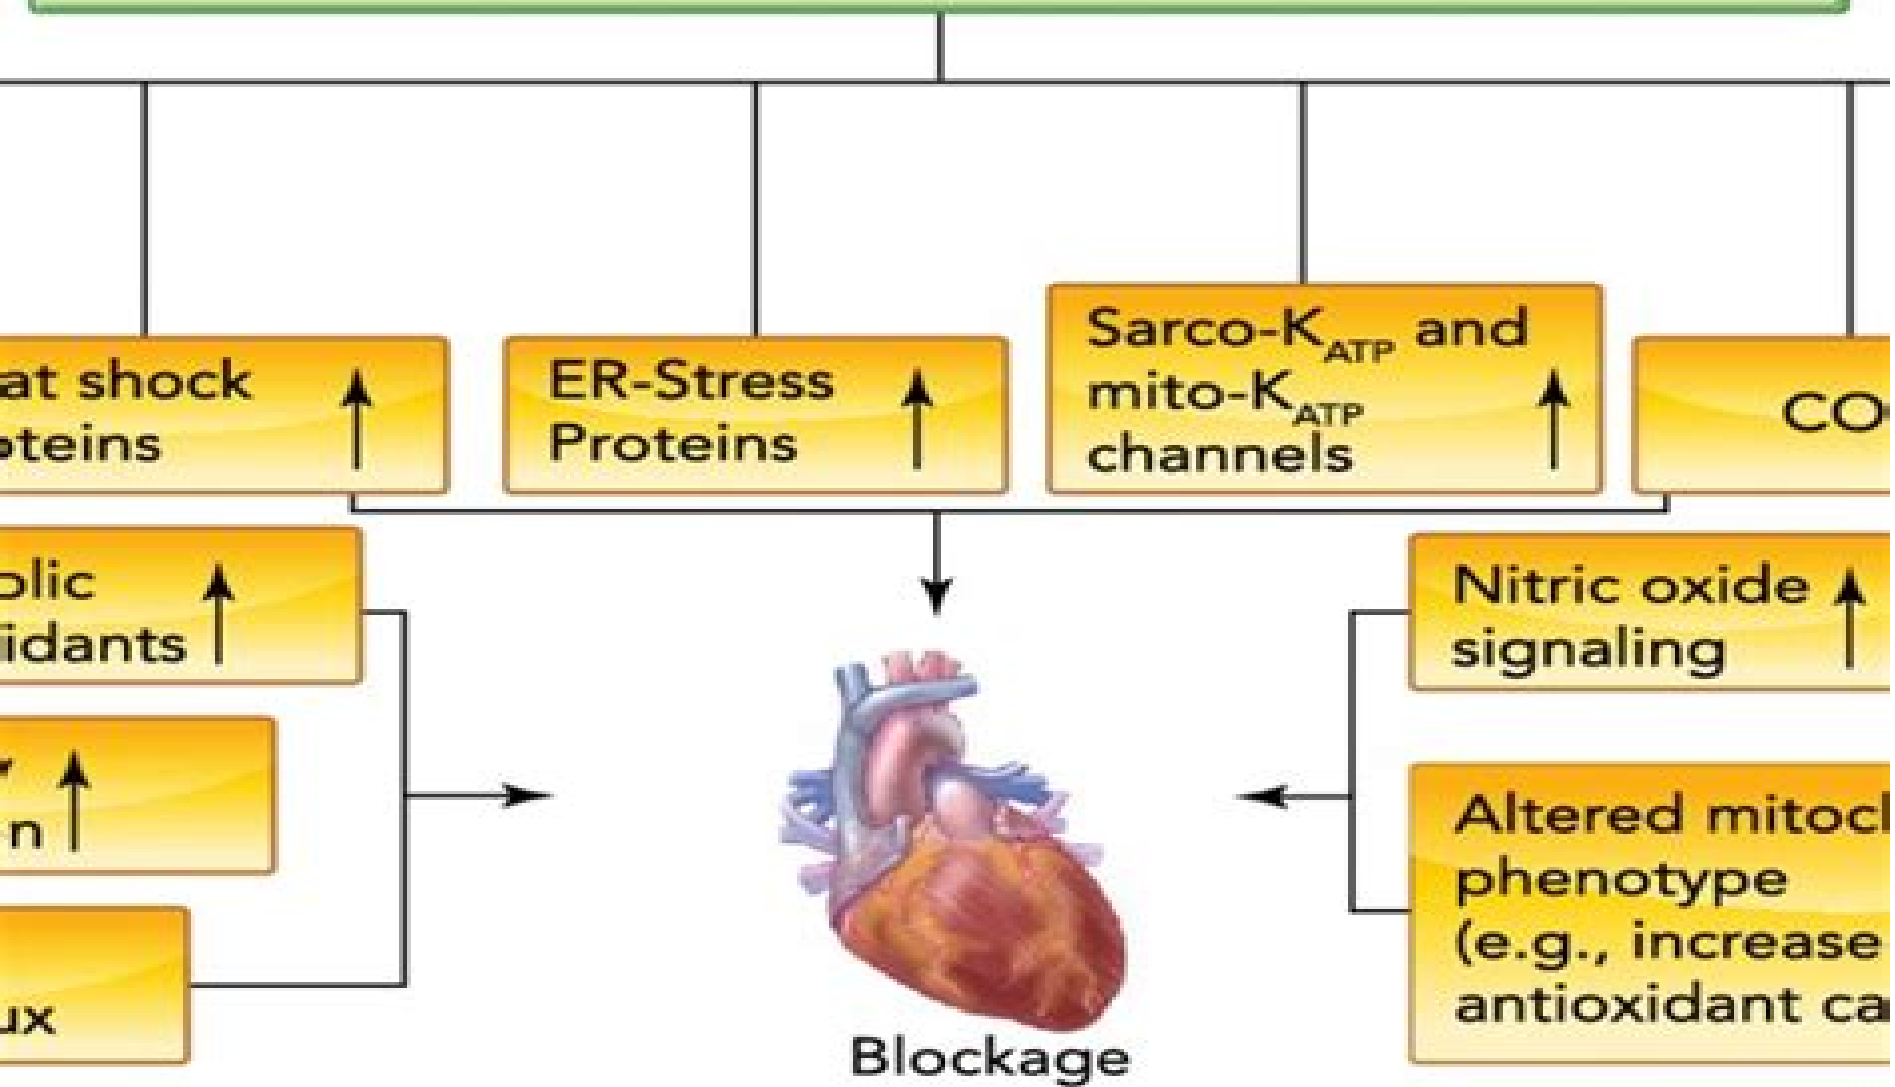 at shock
oteins
ER-Stress
Proteins
Sarco-KATP and
mito-KATP
channels
CO
olic
idants
n
ux
Nitric oxide
signaling
Altered mitoc
phenotype
(e.g., increase
antioxidant ca
Blockage